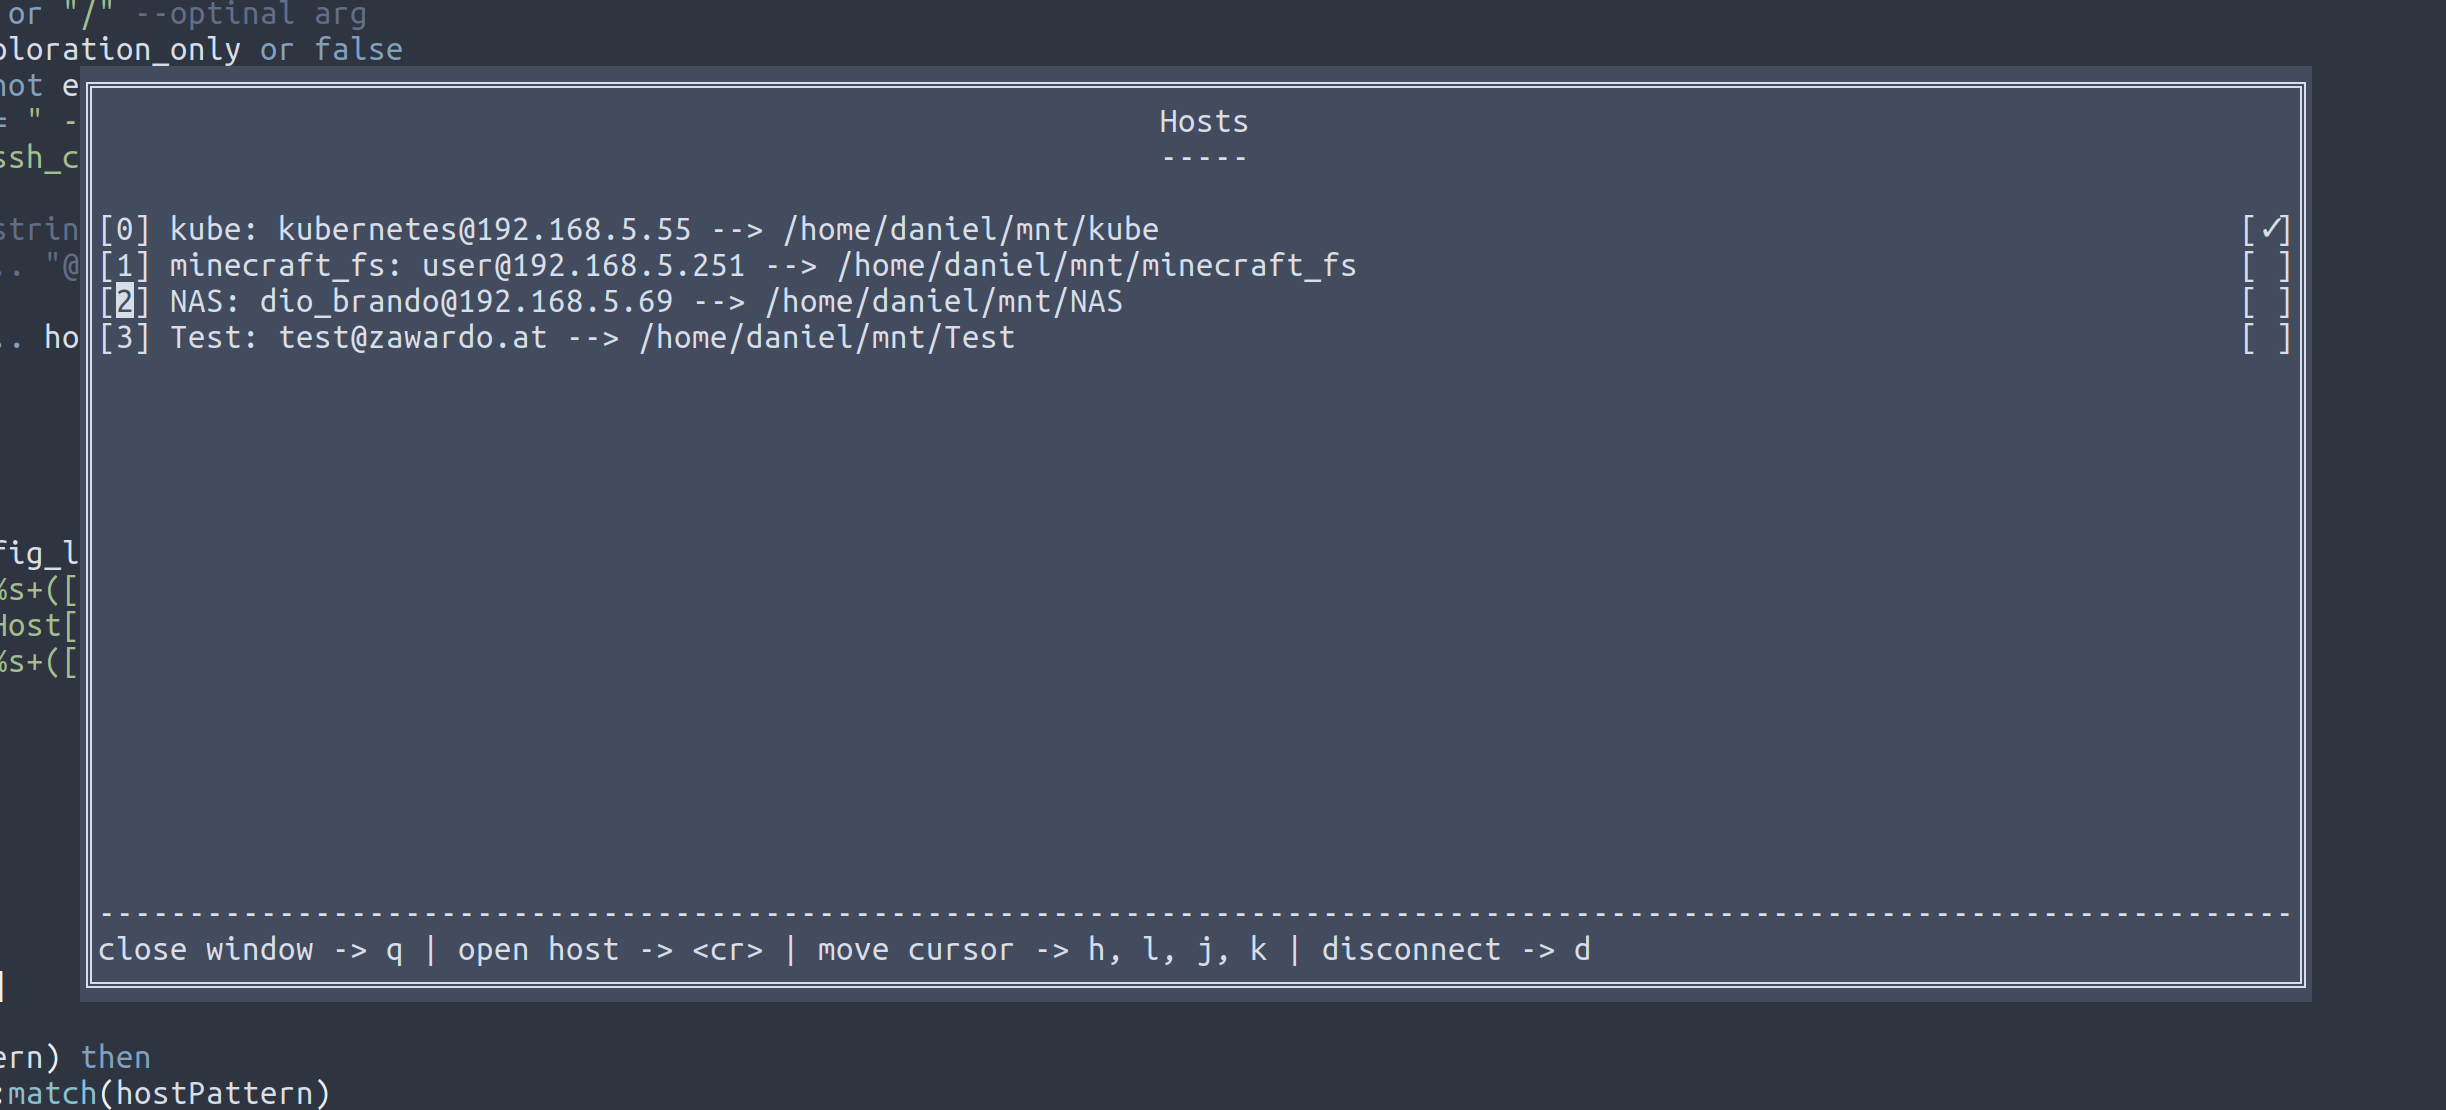 or "/" --optinal arg
ploration_only or false
not e
= " -
Hosts
ssh_c
-----
strin
[0] kube: kubernetes@192.168.5.55 --> /home/daniel/mnt/kube [✓]
.. "@
[1] minecraft_fs: user@192.168.5.251 --> /home/daniel/mnt/minecraft_fs [ ]
[2] NAS: dio_brando@192.168.5.69 --> /home/daniel/mnt/NAS [ ]
.. ho
[3] Test: test@zawardo.at --> /home/daniel/mnt/Test [ ]
fig_l
%s+([
Host[
%s+([
--------------------------------------------------------------------------------------------------------------------------
close window -> q | open host -> <cr> | move cursor -> h, l, j, k | disconnect -> d
ern) then
:match(hostPattern)